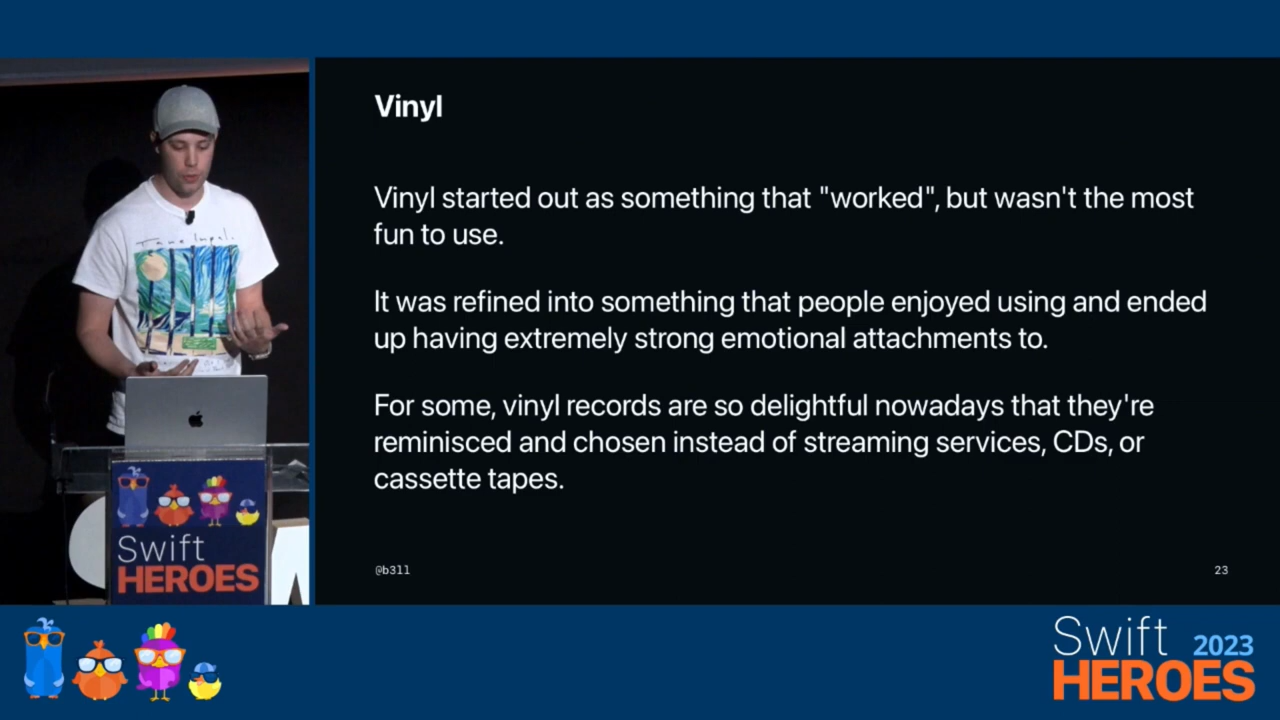 Vinyl
Vinyl started out as something that "worked", but wasn't the most
fun to use.
It was refined into something that people enjoyed using and ended
up having extremely strong emotional attachments to.
For some, vinyl records are so delightful nowadays that they're
reminisced and chosen instead of streaming services, CDs, or
cassette tapes.
@b3ll
23
Tame Impala
Swift
HEROES
Swift 2023
HEROES